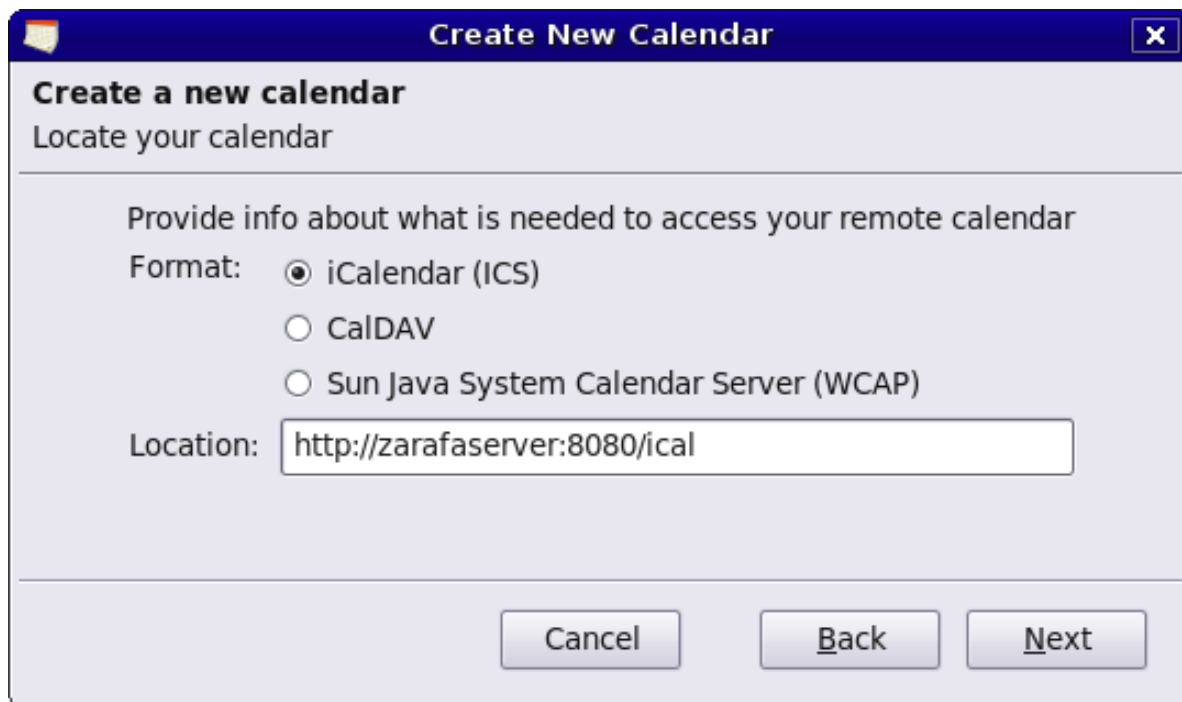 Create New Calendar
Create a new calendar
Locate your calendar
Provide info about what is needed to access your remote calendar
Format: iCalendar (ICS)
CalDAV
Sun Java System Calendar Server (WCAP)
Location: http://zarafaserver:8080/ical
Cancel Back Next